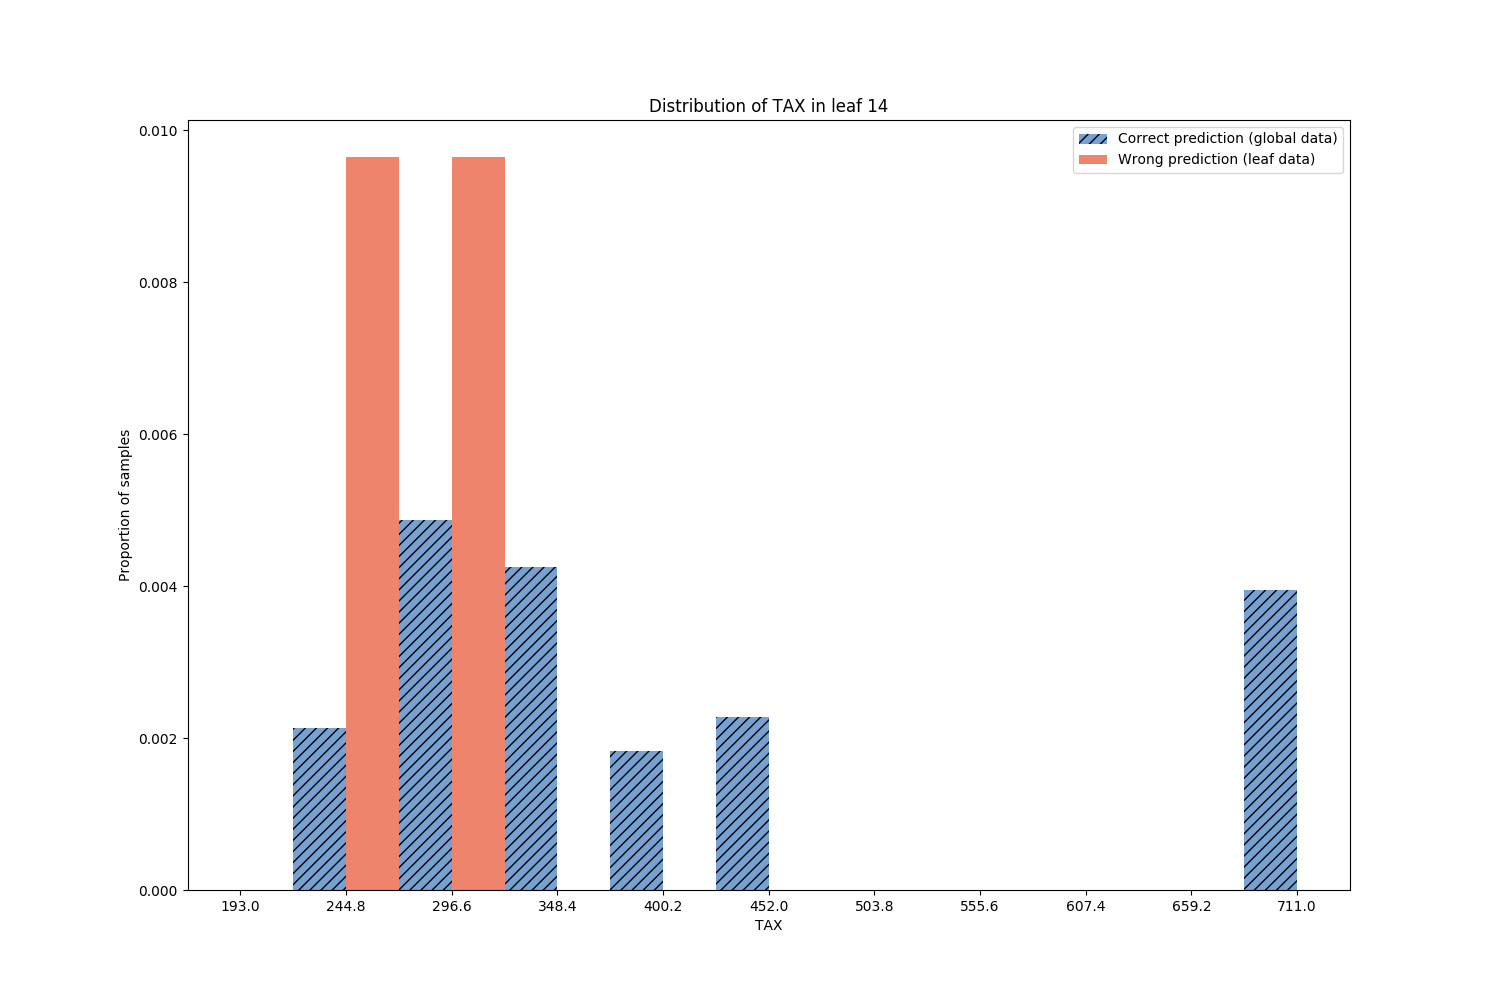 Distribution of TAX in leaf 14
Correct prediction (global data)
Wrong prediction (leaf data)
Proportion of samples
0.010
0.008
0.006
0.004
0.002
0.000
193.0 244.8 296.6 348.4 400.2 452.0 503.8 555.6 607.4 659.2 711.0
TAX